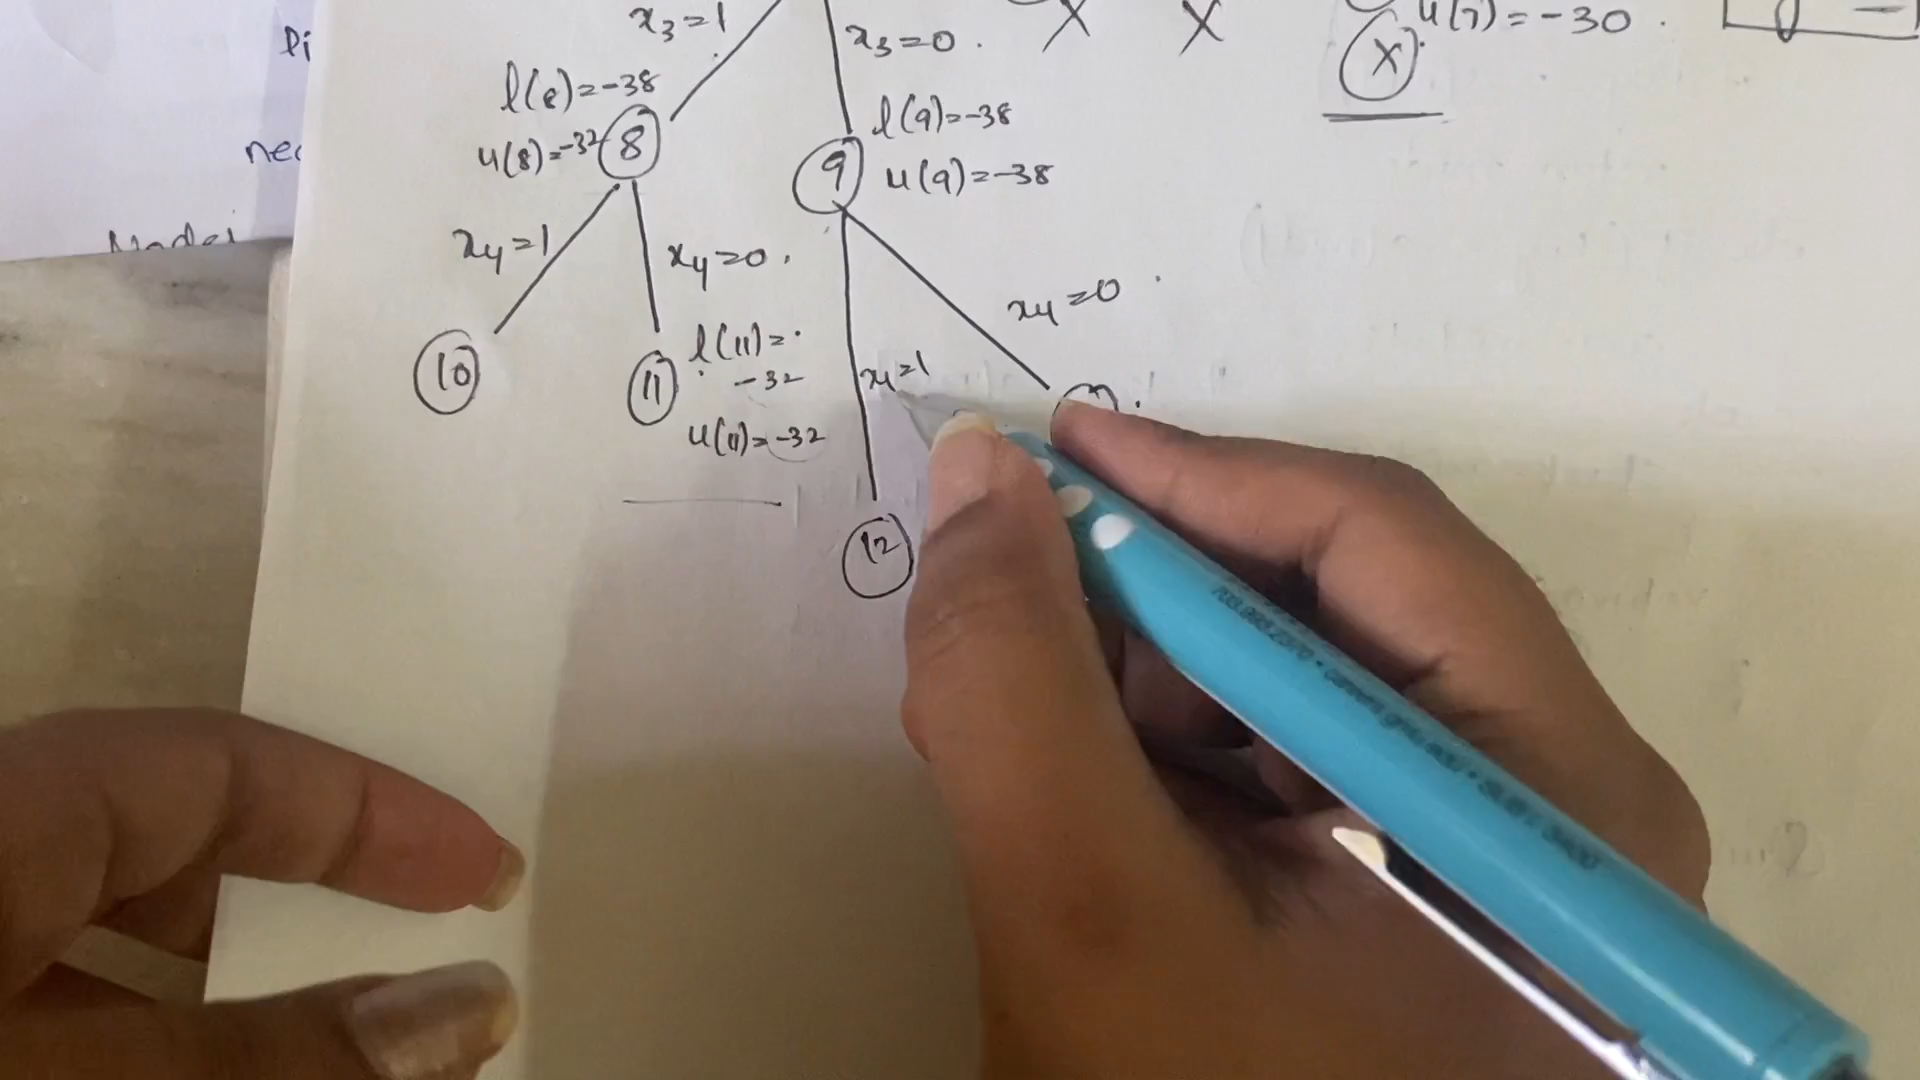 x₃=1
x₃=0 .
X X
u(7)=-30 .
X
l(8)=-38
u(8)=-32
8
l(9)=-38
u(9)=-38
9
x₄=1
x₄=0 .
x₄=0 .
10
11
l(11)= .
-32
u(11)=-32
x₄=1
12